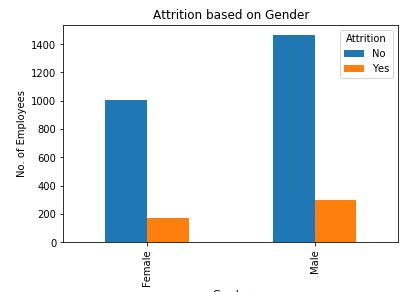 Attrition based on Gender
Attrition
No
Yes
No. of Employees
1400
1200
1000
800
600
400
200
0
Female
Male